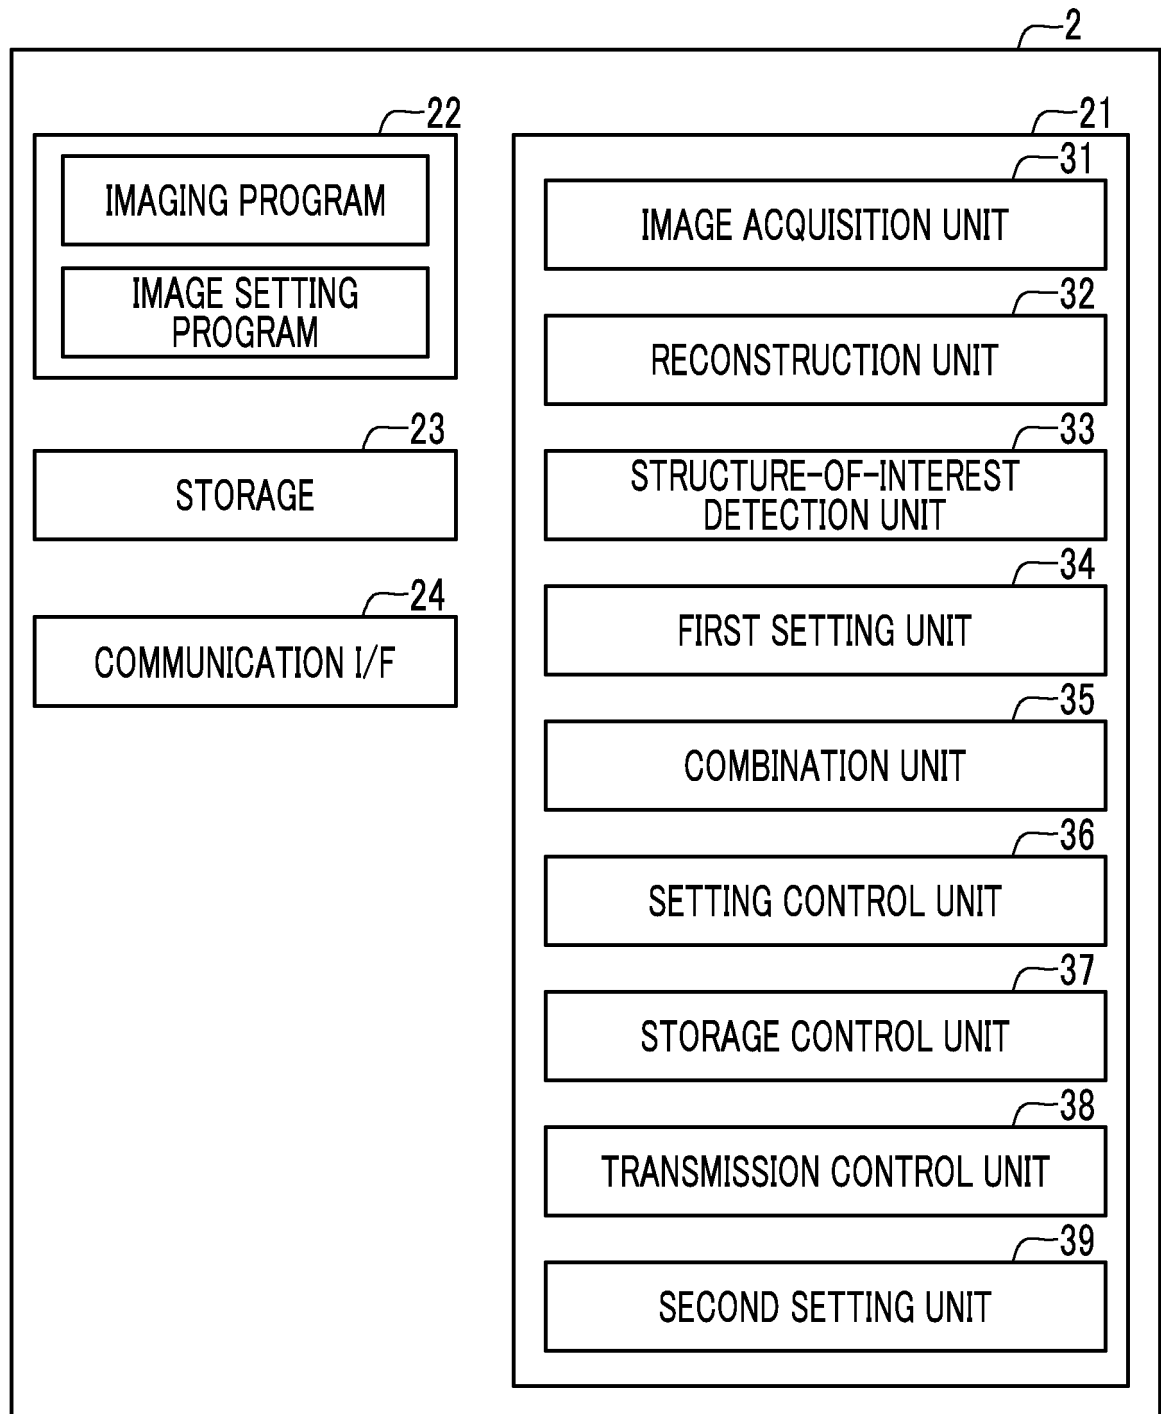 2
22
IMAGING PROGRAM
IMAGE SETTING
PROGRAM
23
STORAGE
24
COMMUNICATION I/F
21
31
IMAGE ACQUISITION UNIT
32
RECONSTRUCTION UNIT
33
STRUCTURE-OF-INTEREST
DETECTION UNIT
34
FIRST SETTING UNIT
35
COMBINATION UNIT
36
SETTING CONTROL UNIT
37
STORAGE CONTROL UNIT
38
TRANSMISSION CONTROL UNIT
39
SECOND SETTING UNIT